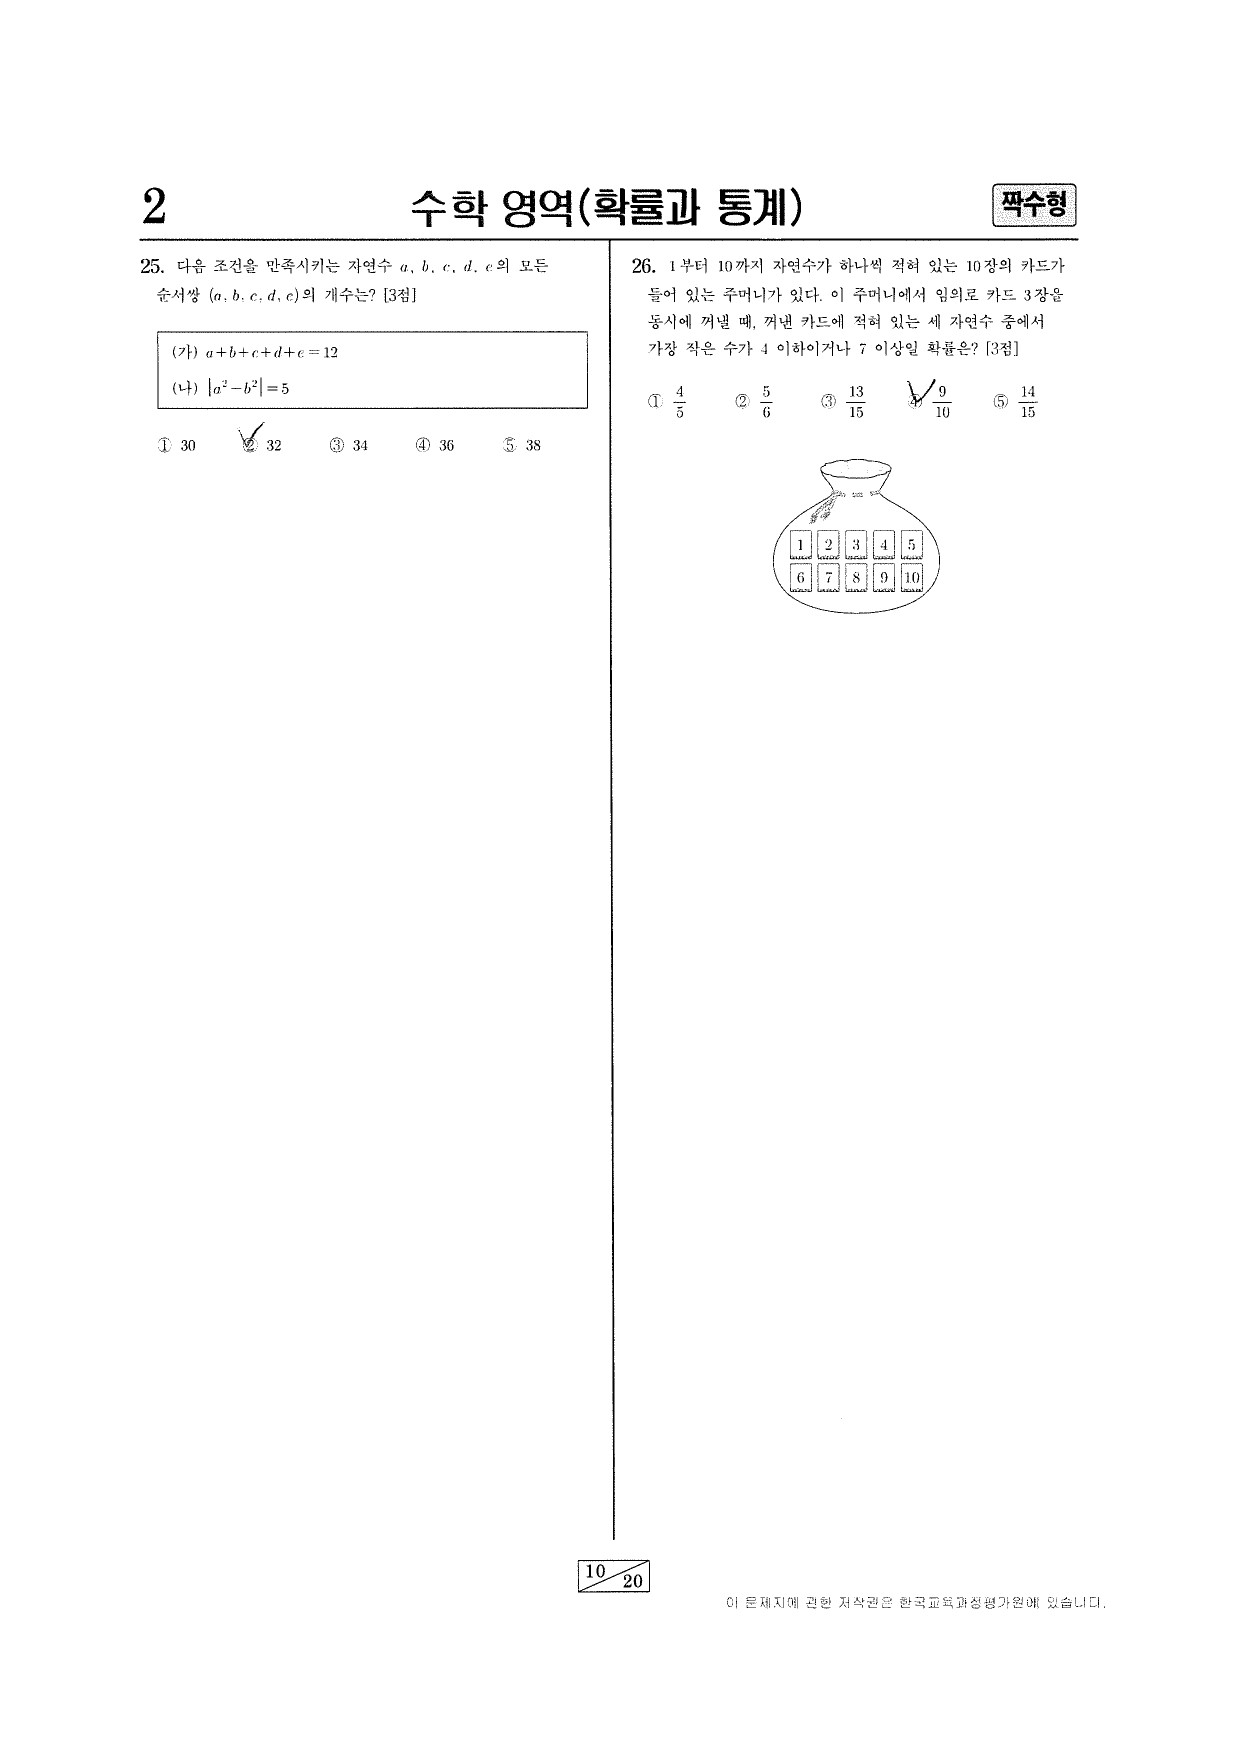 2
수학 영역(확률과 통계)
짝수형
25. 다음 조건을 만족시키는 자연수 a, b, c, d, e의 모든
순서쌍 (a, b, c, d, e)의 개수는? [3점]
(가) a+b+c+d+e=12
(나) |a²-b²|=5
① 30 ② 32 ③ 34 ④ 36 ⑤ 38
26. 1부터 10까지 자연수가 하나씩 적혀 있는 10장의 카드가
들어 있는 주머니가 있다. 이 주머니에서 임의로 카드 3장을
동시에 꺼낼 때, 꺼낸 카드에 적혀 있는 세 자연수 중에서
가장 작은 수가 4 이하이거나 7 이상일 확률은? [3점]
① 4/5 ② 5/6 ③ 13/15 ④ 9/10 ⑤ 14/15
1 2 3 4 5
6 7 8 9 10
10/20
이 문제지에 관한 저작권은 한국교육과정평가원에 있습니다.